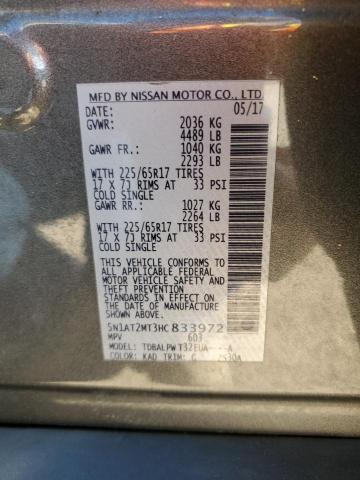 MFD BY NISSAN MOTOR CO., LTD.
DATE: 05/17
GVWR: 2036 KG
4489 LB
GAWR FR.: 1040 KG
2293 LB
WITH 225/65R17 TIRES
17 X 7J RIMS AT 33 PSI
COLD SINGLE
GAWR RR.: 1027 KG
2264 LB
WITH 225/65R17 TIRES
17 X 7J RIMS AT 33 PSI
COLD SINGLE
THIS VEHICLE CONFORMS TO
ALL APPLICABLE FEDERAL
MOTOR VEHICLE SAFETY
AND THEFT PREVENTION
STANDARDS IN EFFECT ON
THE DATE OF MANUFACTURE
SHOWN ABOVE.
5N1AT2MT3HC833972
MPV 603
MODEL: TDBALPW T32EUA A
COLOR: KAD TRIM: G